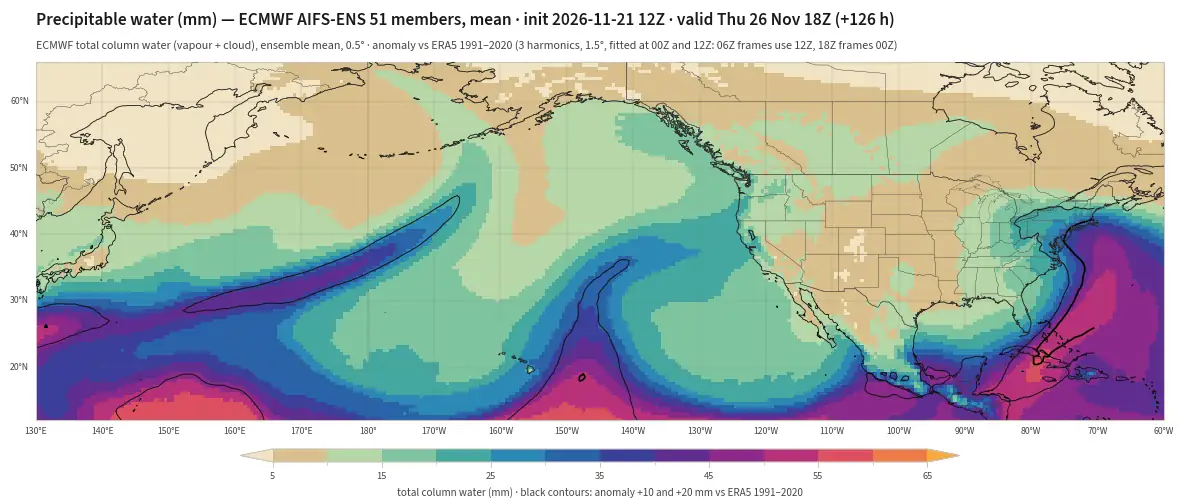 Precipitable water (mm) — ECMWF AIFS-ENS 51 members, mean · init 2026-11-21 12Z · valid Thu 26 Nov 18Z (+126 h)
ECMWF total column water (vapour + cloud), ensemble mean, 0.5° · anomaly vs ERA5 1991–2020 (3 harmonics, 1.5°, fitted at 00Z and 12Z: 06Z frames use 12Z, 18Z frames 00Z)
60°N
50°N
40°N
30°N
20°N
130°E 140°E 150°E 160°E 170°E 180° 170°W 160°W 150°W 140°W 130°W 120°W 110°W 100°W 90°W 80°W 70°W 60°W
5 15 25 35 45 55 65
total column water (mm) · black contours: anomaly +10 and +20 mm vs ERA5 1991–2020